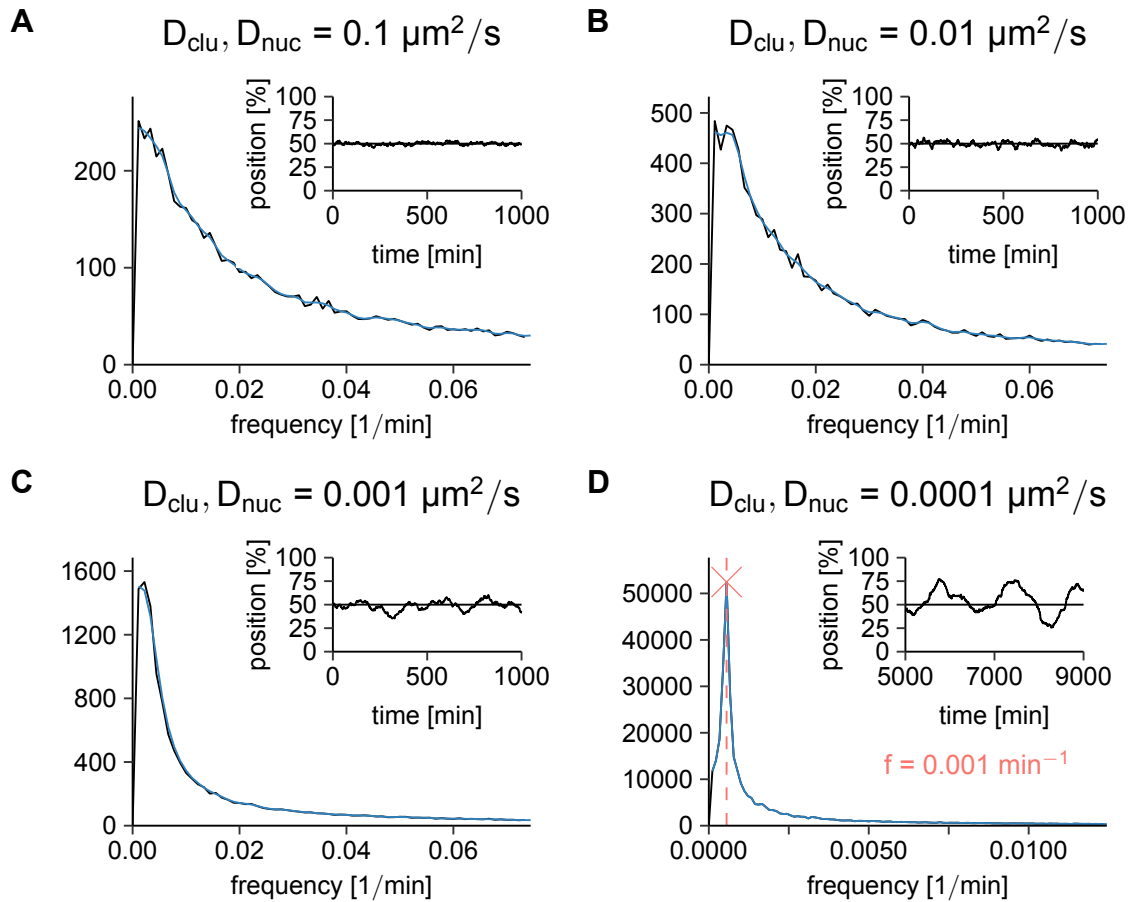 A
D_clu, D_nuc = 0.1 µm²/s
position [%]
100
75
50
25
0
0 500 1000
time [min]
200
100
0
0.00 0.02 0.04 0.06
frequency [1/min]
B
D_clu, D_nuc = 0.01 µm²/s
position [%]
100
75
50
25
0
0 500 1000
time [min]
500
400
300
200
100
0
0.00 0.02 0.04 0.06
frequency [1/min]
C
D_clu, D_nuc = 0.001 µm²/s
position [%]
100
75
50
25
0
0 500 1000
time [min]
1600
1200
800
400
0
0.00 0.02 0.04 0.06
frequency [1/min]
D
D_clu, D_nuc = 0.0001 µm²/s
position [%]
100
75
50
25
0
5000 7000 9000
time [min]
50000
40000
30000
20000
10000
0
f = 0.001 min⁻¹
0.0000 0.0050 0.0100
frequency [1/min]